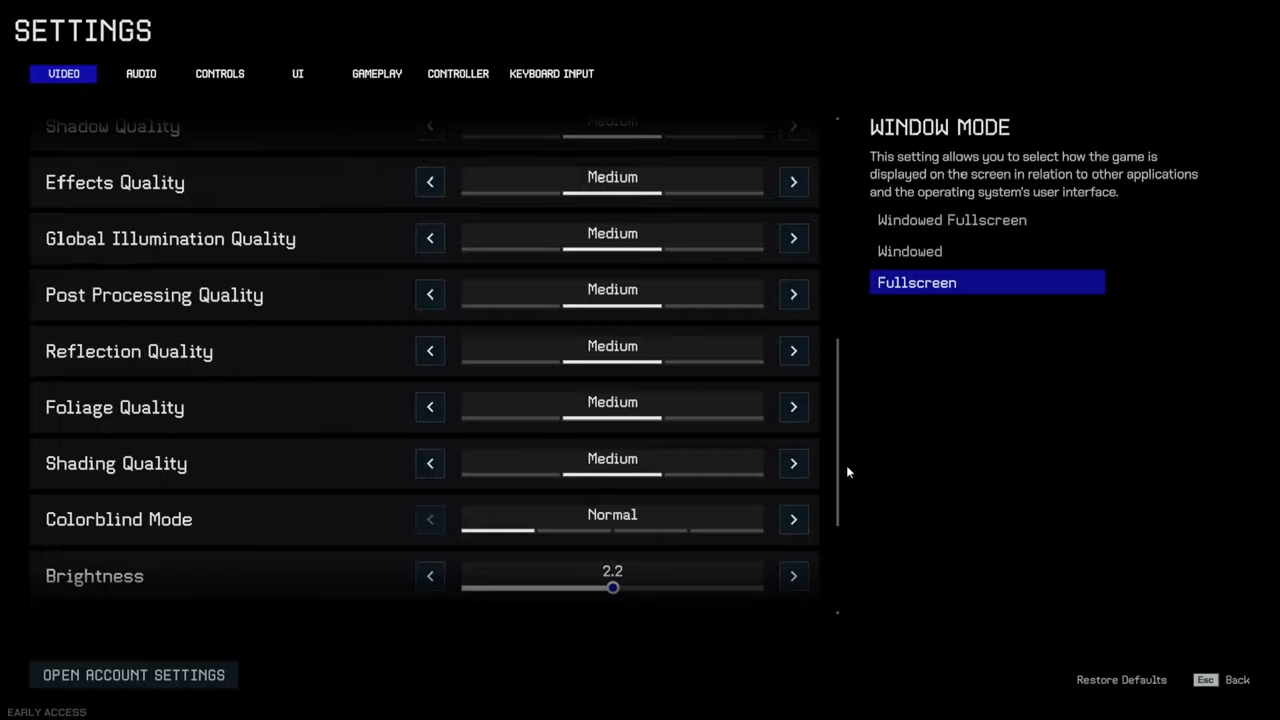 SETTINGS
VIDEO AUDIO CONTROLS UI GAMEPLAY CONTROLLER KEYBOARD INPUT
Shadow Quality Medium
Effects Quality Medium
Global Illumination Quality Medium
Post Processing Quality Medium
Reflection Quality Medium
Foliage Quality Medium
Shading Quality Medium
Colorblind Mode Normal
Brightness 2.2
WINDOW MODE
This setting allows you to select how the game is
displayed on the screen in relation to other applications
and the operating system's user interface.
Windowed Fullscreen
Windowed
Fullscreen
OPEN ACCOUNT SETTINGS
Restore Defaults Esc Back
EARLY ACCESS